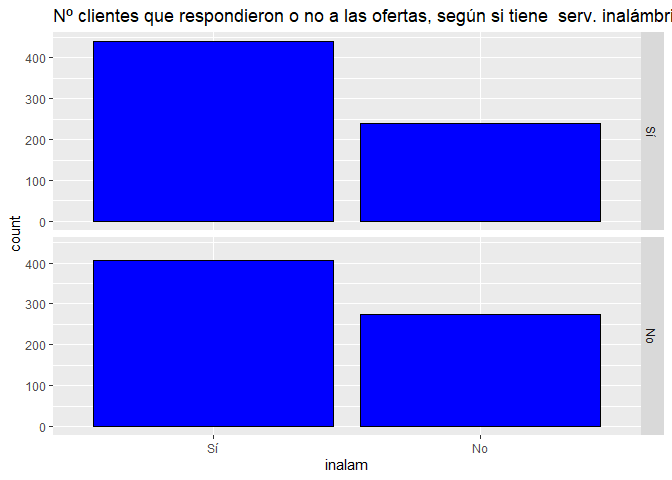 Nº clientes que respondieron o no a las ofertas, según si tiene  serv. inalámbri
400
300
200
100
0
Sí
400
300
200
100
0
No
count
Sí
No
inalam